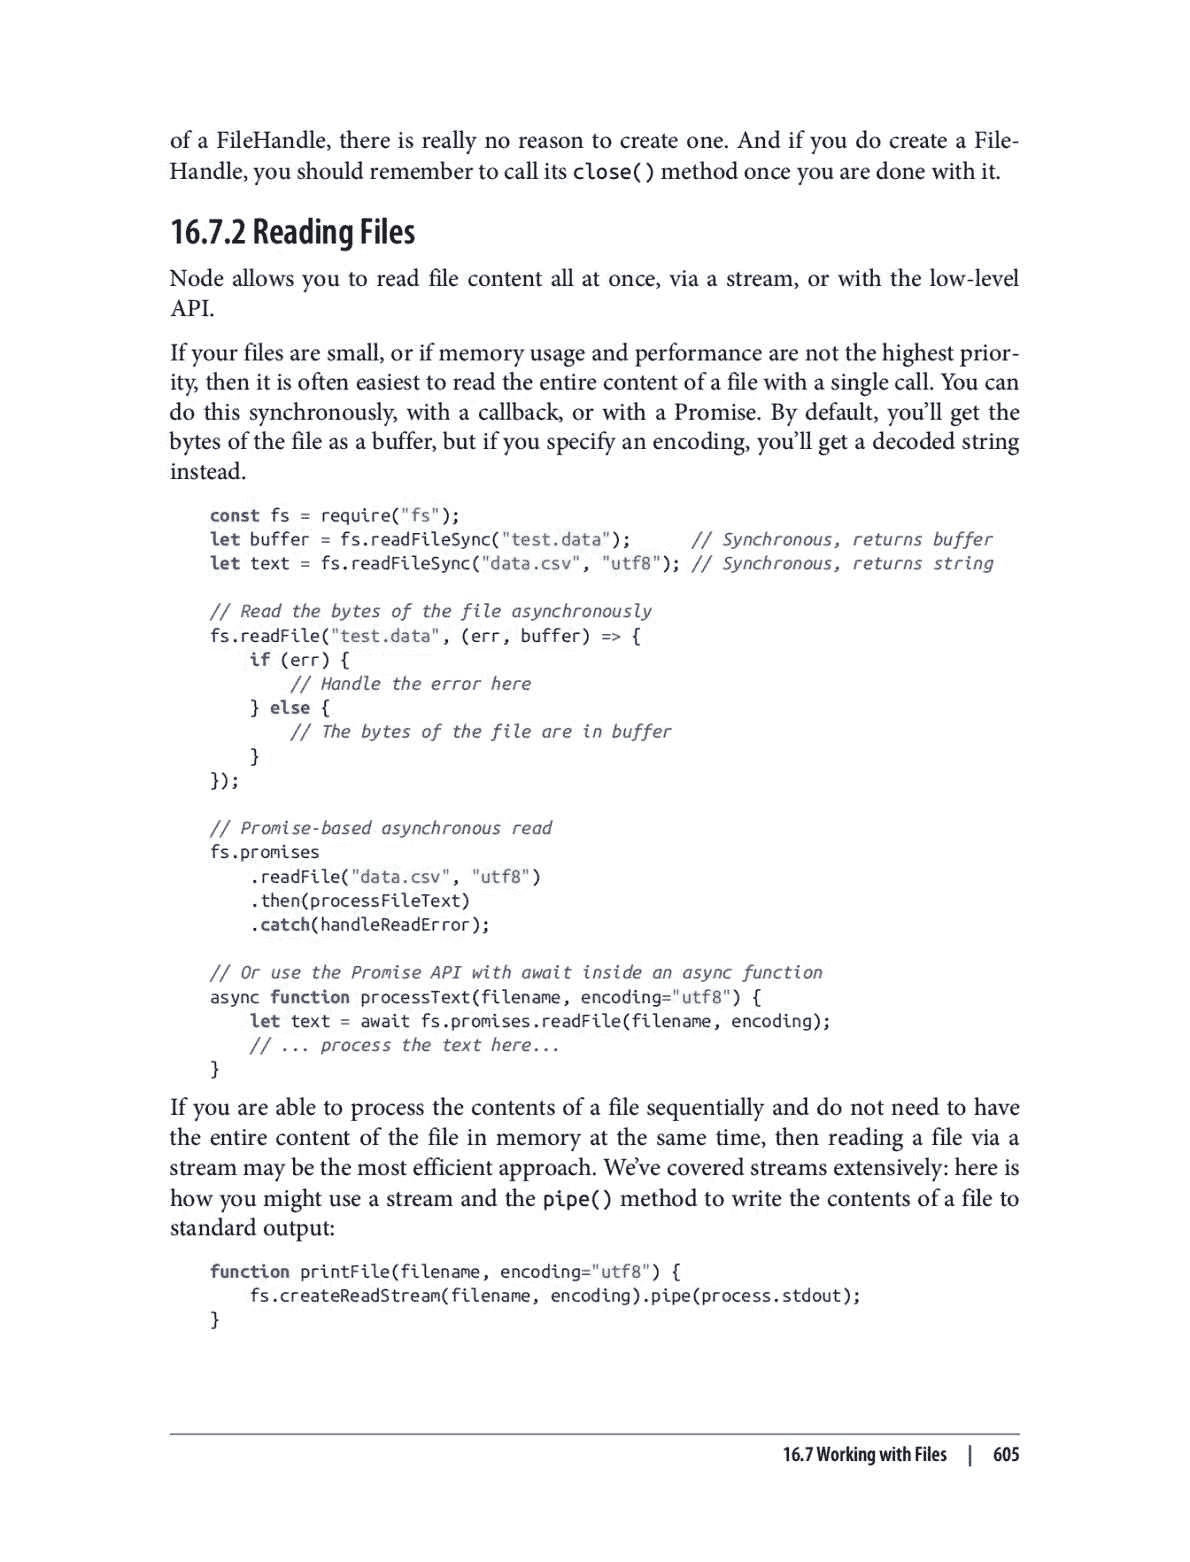 of a FileHandle, there is really no reason to create one. And if you do create a File-
Handle, you should remember to call its close() method once you are done with it.
16.7.2 Reading Files
Node allows you to read file content all at once, via a stream, or with the low-level
API.
If your files are small, or if memory usage and performance are not the highest prior-
ity, then it is often easiest to read the entire content of a file with a single call. You can
do this synchronously, with a callback, or with a Promise. By default, you’ll get the
bytes of the file as a buffer, but if you specify an encoding, you’ll get a decoded string
instead.
const fs = require("fs");
let buffer = fs.readFileSync("test.data");      // Synchronous, returns buffer
let text = fs.readFileSync("data.csv", "utf8"); // Synchronous, returns string
// Read the bytes of the file asynchronously
fs.readFile("test.data", (err, buffer) => {
    if (err) {
        // Handle the error here
    } else {
        // The bytes of the file are in buffer
    }
});
// Promise-based asynchronous read
fs.promises
    .readFile("data.csv", "utf8")
    .then(processFileText)
    .catch(handleReadError);
// Or use the Promise API with await inside an async function
async function processText(filename, encoding="utf8") {
    let text = await fs.promises.readFile(filename, encoding);
    // ... process the text here...
}
If you are able to process the contents of a file sequentially and do not need to have
the entire content of the file in memory at the same time, then reading a file via a
stream may be the most efficient approach. We’ve covered streams extensively: here is
how you might use a stream and the pipe() method to write the contents of a file to
standard output:
function printFile(filename, encoding="utf8") {
    fs.createReadStream(filename, encoding).pipe(process.stdout);
}
16.7 Working with Files | 605